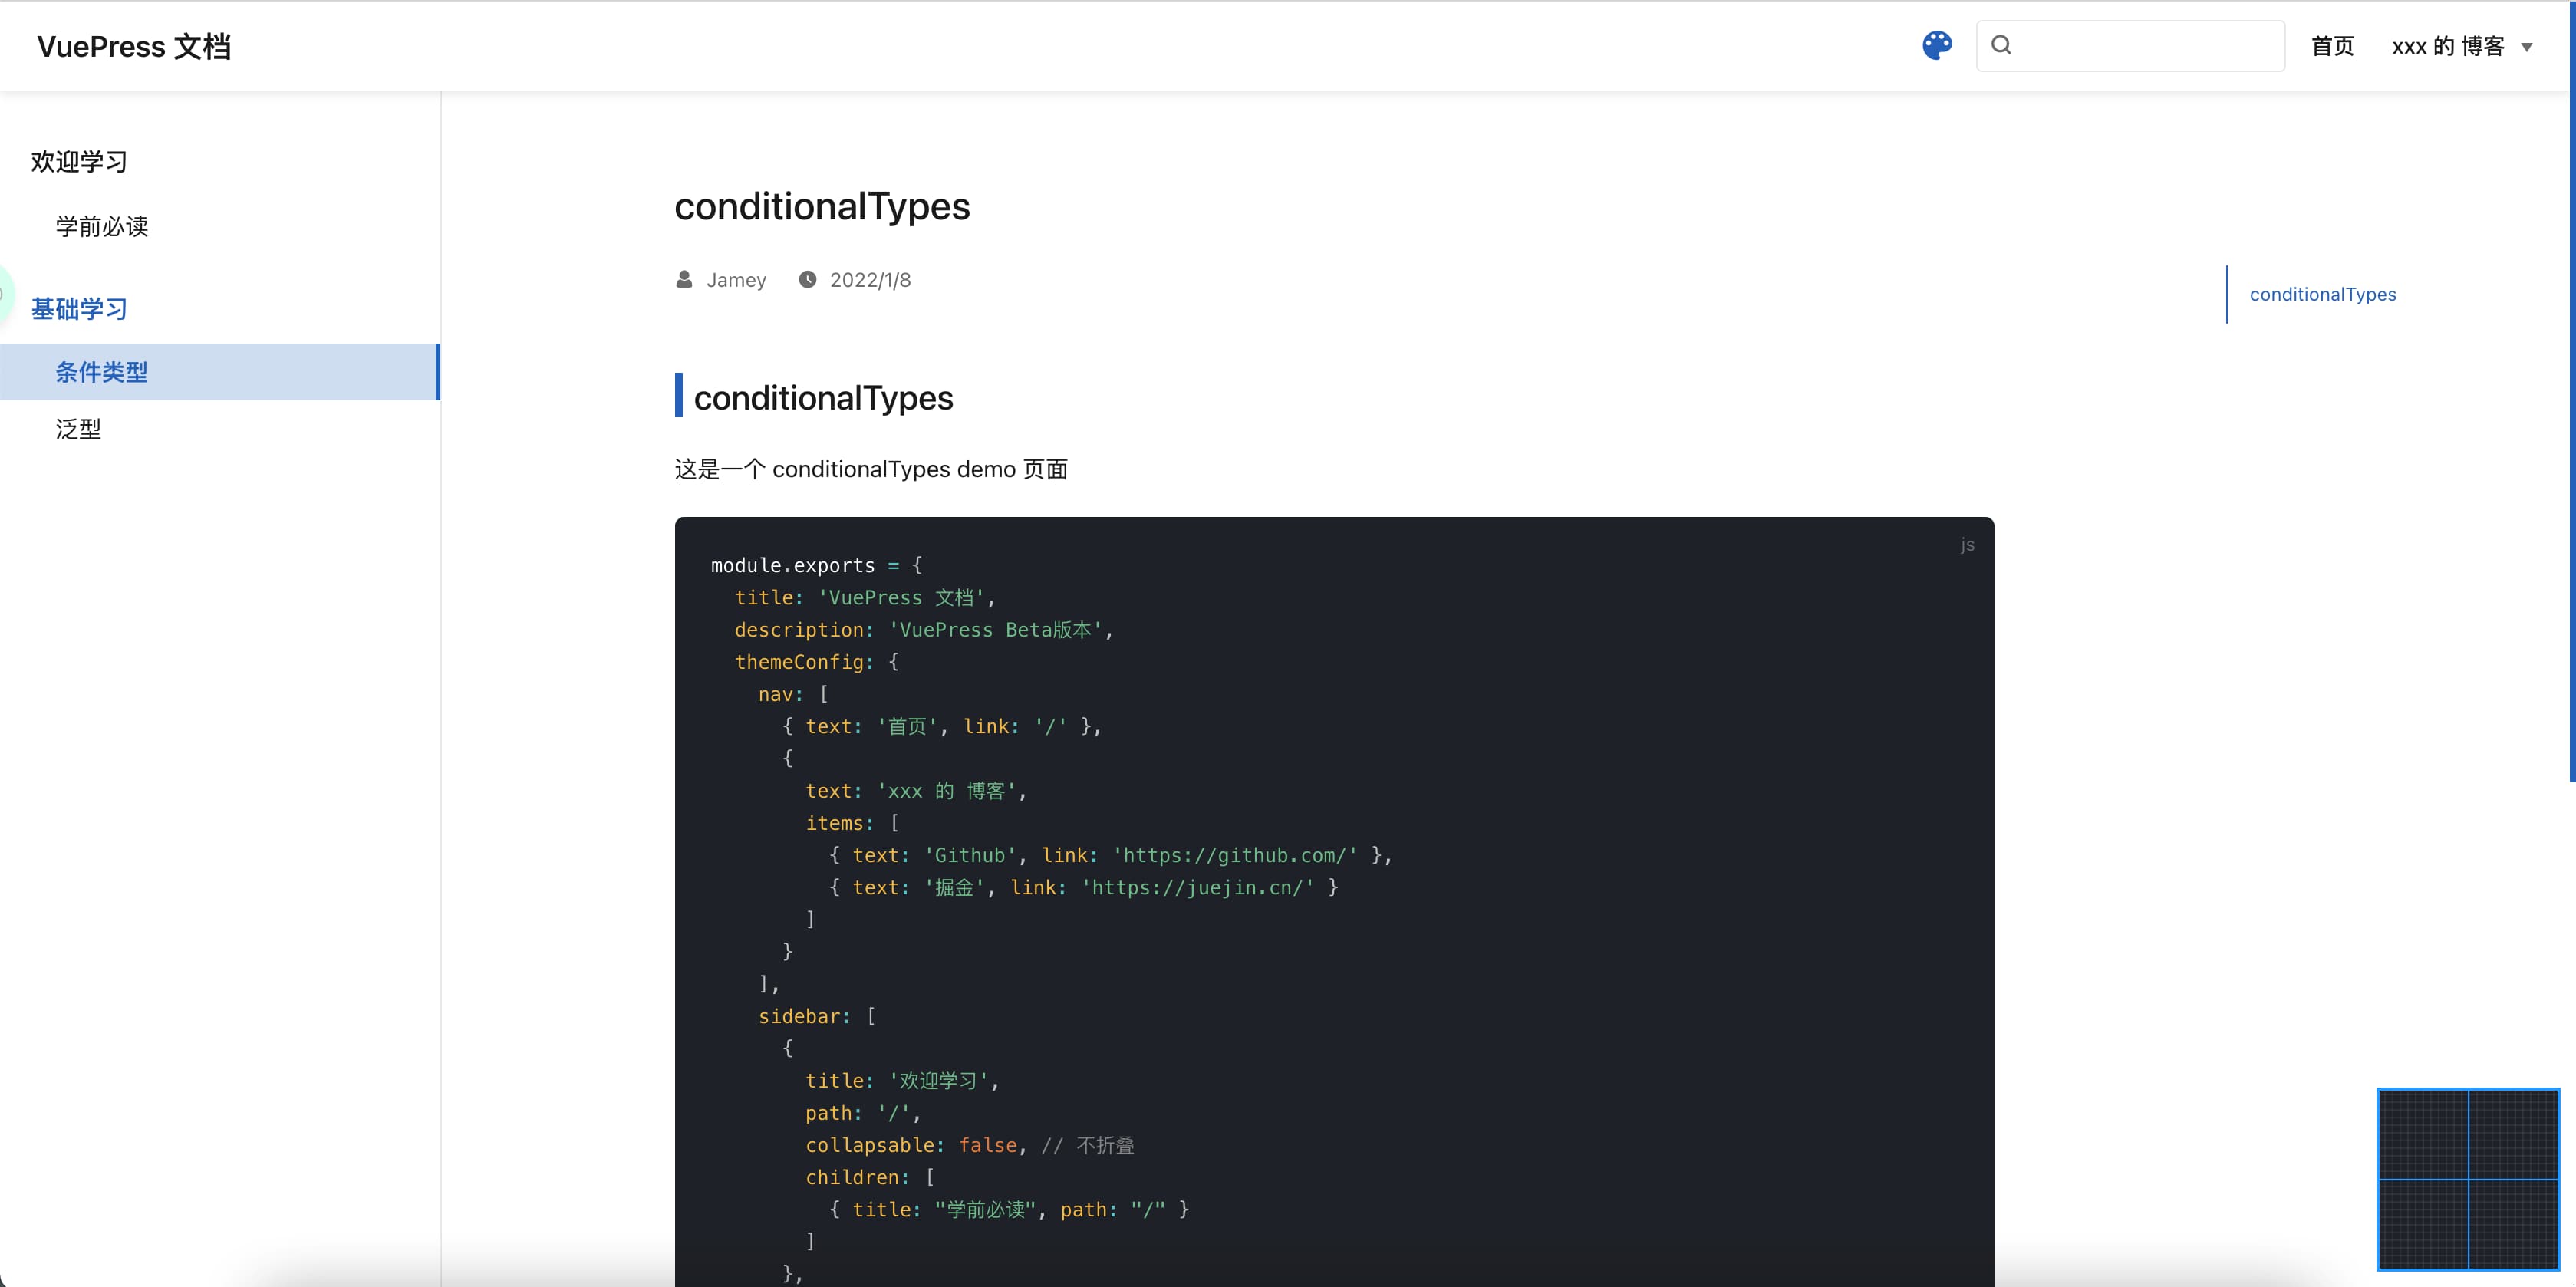 VuePress 文档
首页
xxx 的 博客
欢迎学习
学前必读
基础学习
条件类型
泛型
conditionalTypes
Jamey 2022/1/8
conditionalTypes
conditionalTypes
这是一个 conditionalTypes demo 页面
js
module.exports = {
  title: 'VuePress 文档',
  description: 'VuePress Beta版本',
  themeConfig: {
    nav: [
      { text: '首页', link: '/' },
      {
        text: 'xxx 的 博客',
        items: [
          { text: 'Github', link: 'https://github.com/' },
          { text: '掘金', link: 'https://juejin.cn/' }
        ]
      }
    ],
    sidebar: [
      {
        title: '欢迎学习',
        path: '/',
        collapsable: false, // 不折叠
        children: [
          { title: "学前必读", path: "/" }
        ]
      },